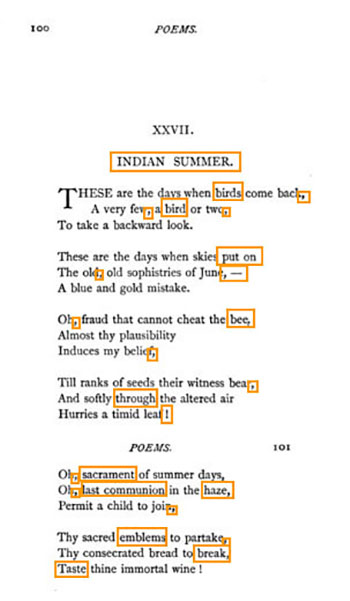 100 POEMS.
XXVII.
INDIAN SUMMER.
THESE are the days when birds come back,
A very few, a bird or two,
To take a backward look.
These are the days when skies put on
The old, old sophistries of June, —
A blue and gold mistake.
Oh, fraud that cannot cheat the bee,
Almost thy plausibility
Induces my belief,
Till ranks of seeds their witness bear,
And softly through the altered air
Hurries a timid leaf!
POEMS. 101
Oh, sacrament of summer days,
Oh, last communion in the haze,
Permit a child to join,
Thy sacred emblems to partake,
Thy consecrated bread to break,
Taste thine immortal wine!